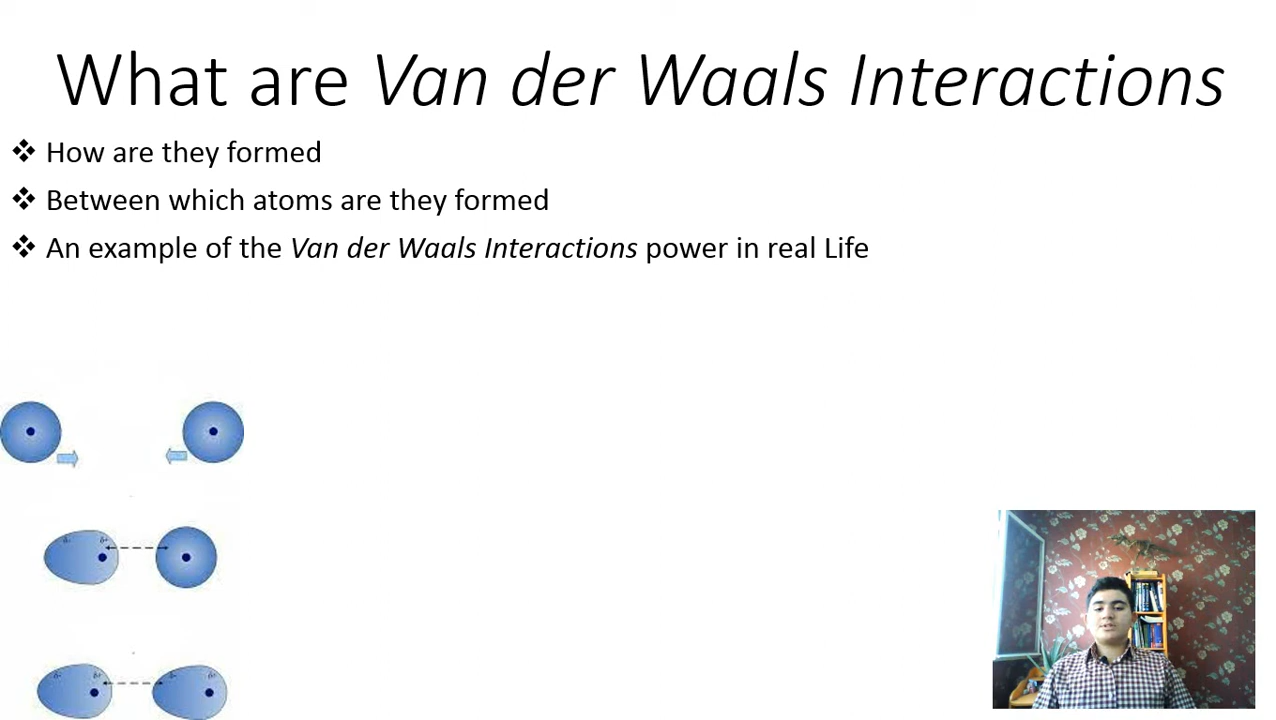 What are Van der Waals Interactions
❖ How are they formed
❖ Between which atoms are they formed
❖ An example of the Van der Waals Interactions power in real Life
δ- δ+
δ- δ+ δ- δ+